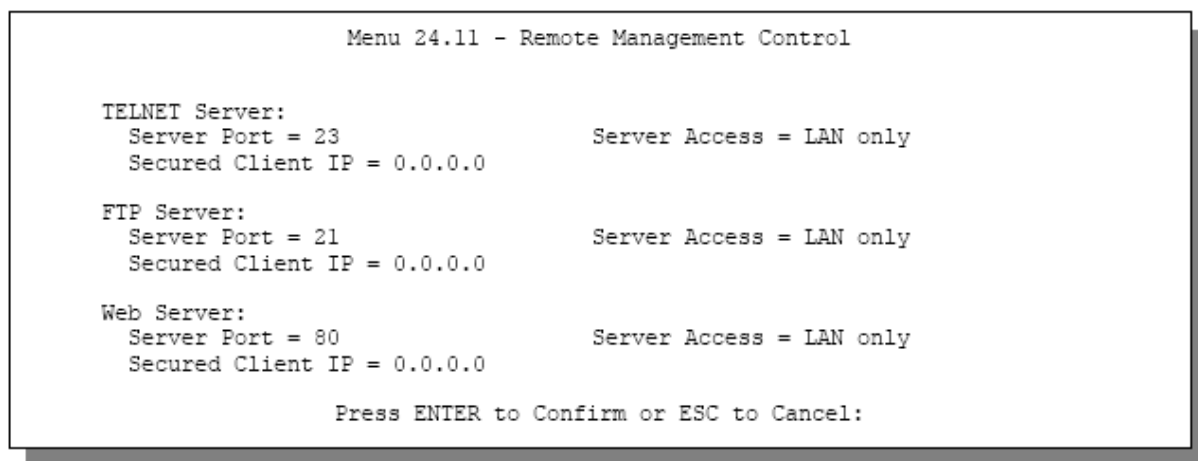 Menu 24.11 - Remote Management Control
TELNET Server:
Server Port = 23 Server Access = LAN only
Secured Client IP = 0.0.0.0
FTP Server:
Server Port = 21 Server Access = LAN only
Secured Client IP = 0.0.0.0
Web Server:
Server Port = 80 Server Access = LAN only
Secured Client IP = 0.0.0.0
Press ENTER to Confirm or ESC to Cancel: